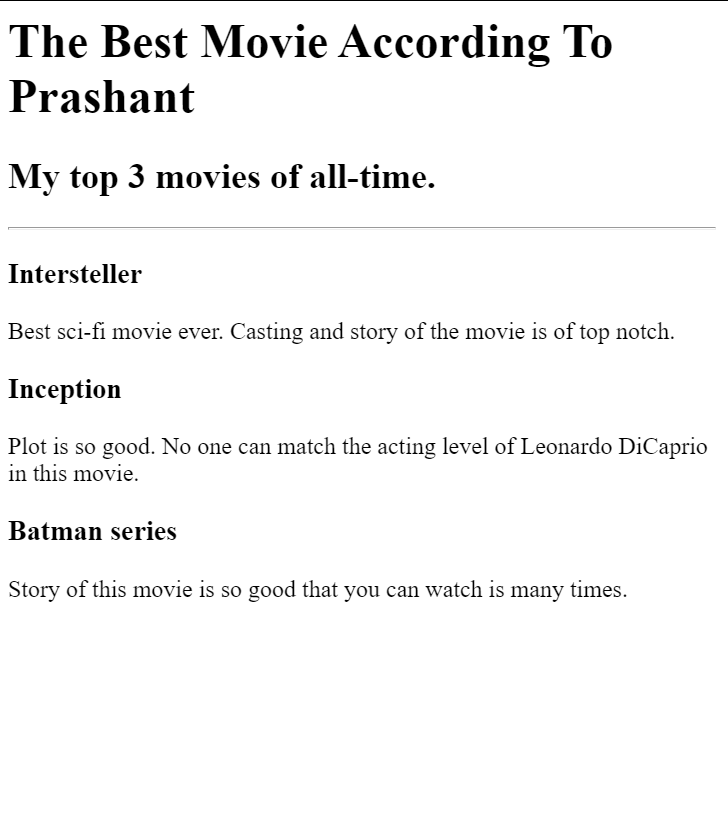 The Best Movie According To
Prashant
My top 3 movies of all-time.
Intersteller
Best sci-fi movie ever. Casting and story of the movie is of top notch.
Inception
Plot is so good. No one can match the acting level of Leonardo DiCaprio
in this movie.
Batman series
Story of this movie is so good that you can watch is many times.